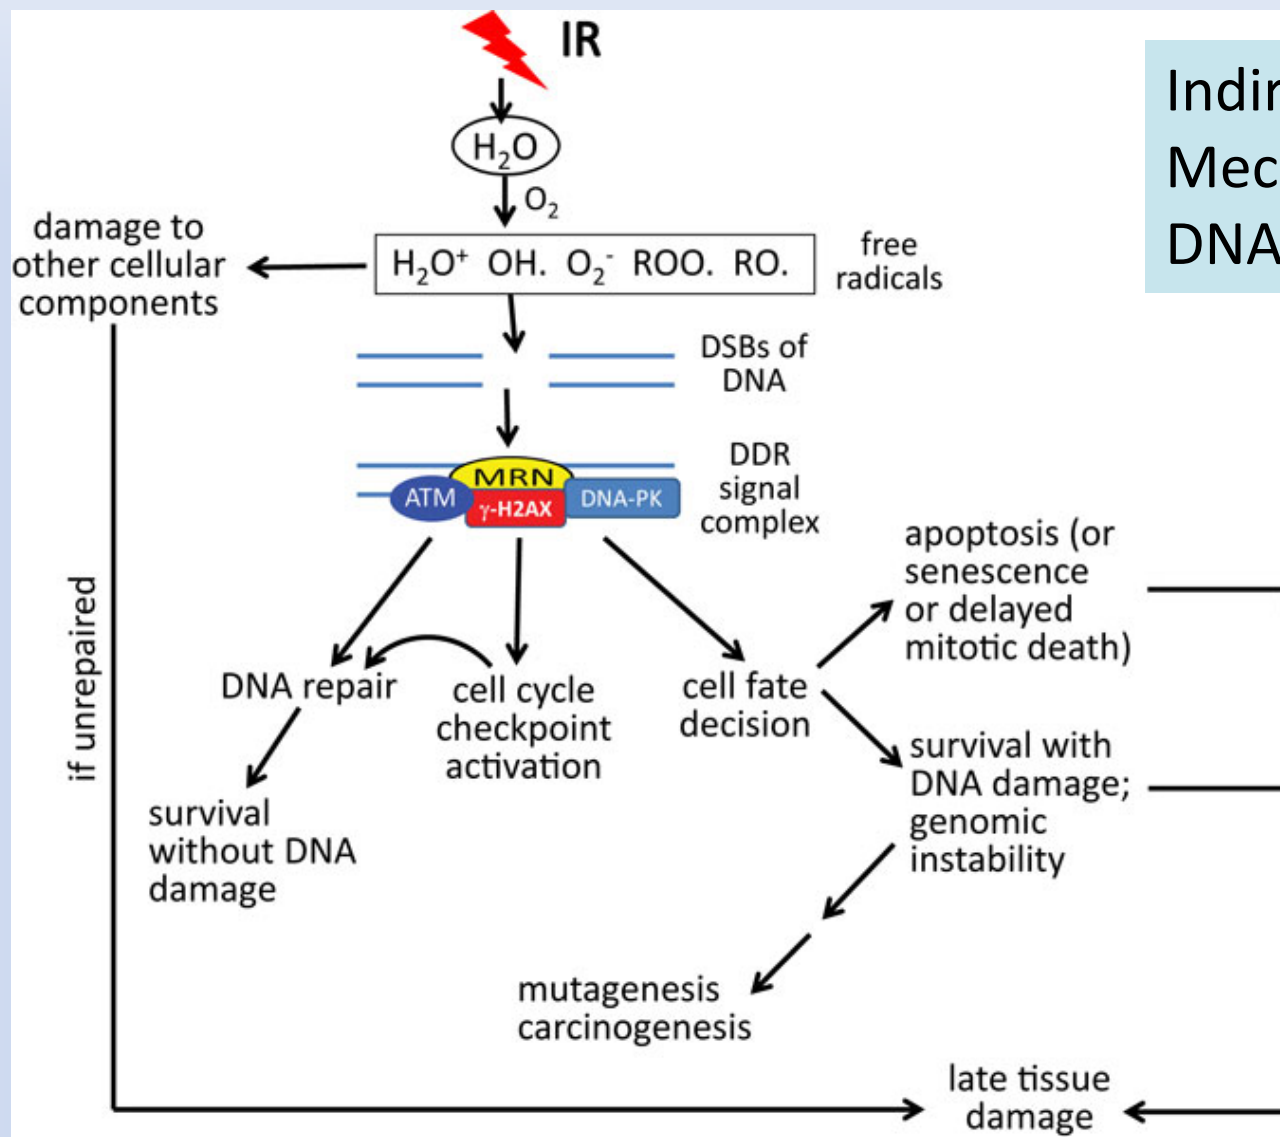 IR
Indir
Mec
DNA
H₂O
O₂
damage to
other cellular
components
H₂O⁺ OH. O₂⁻ ROO. RO.
free
radicals
DSBs of
DNA
DDR
signal
complex
MRN
ATM
γ-H2AX
DNA-PK
apoptosis (or
senescence
or delayed
mitotic death)
if unrepaired
DNA repair
cell cycle
checkpoint
activation
cell fate
decision
survival with
DNA damage;
genomic
instability
survival
without DNA
damage
mutagenesis
carcinogenesis
late tissue
damage